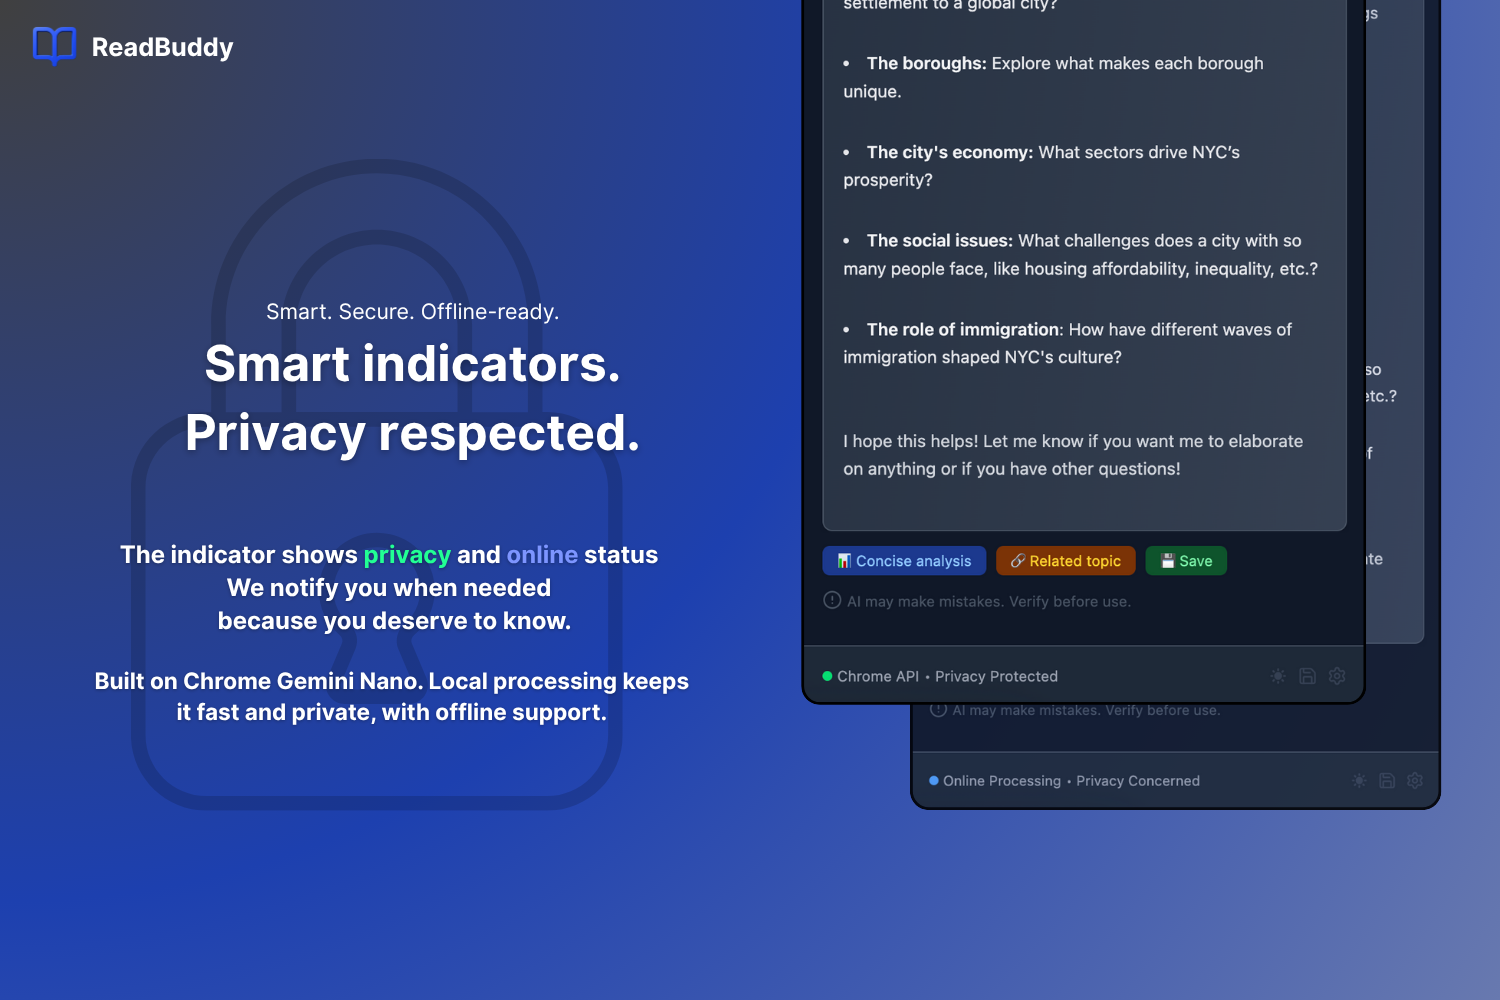 ReadBuddy
Smart. Secure. Offline-ready.
Smart indicators.
Privacy respected.
The indicator shows privacy and online status
We notify you when needed
because you deserve to know.
Built on Chrome Gemini Nano. Local processing keeps
it fast and private, with offline support.
settlement to a global city?
• The boroughs: Explore what makes each borough
unique.
• The city's economy: What sectors drive NYC’s
prosperity?
• The social issues: What challenges does a city with so
many people face, like housing affordability, inequality, etc.?
• The role of immigration: How have different waves of
immigration shaped NYC's culture?
I hope this helps! Let me know if you want me to elaborate
on anything or if you have other questions!
Concise analysis
Related topic
Save
AI may make mistakes. Verify before use.
Chrome API • Privacy Protected
so
etc.?
AI may make mistakes. Verify before use.
Online Processing • Privacy Concerned